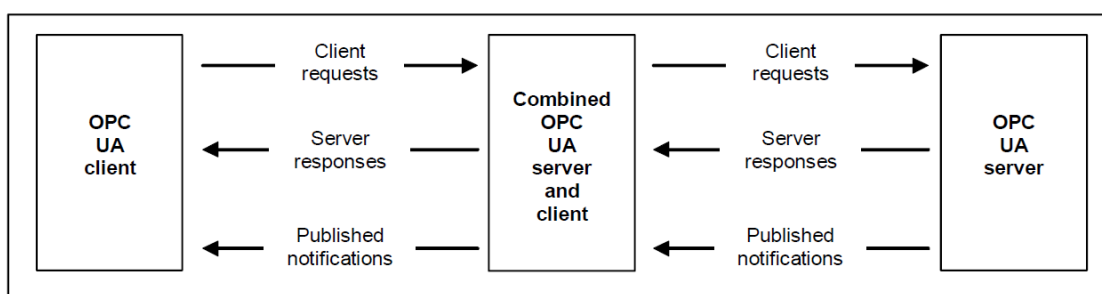 OPC
UA
client
Client
requests
Server
responses
Published
notifications
Combined
OPC
UA
server
and
client
Client
requests
Server
responses
Published
notifications
OPC
UA
server